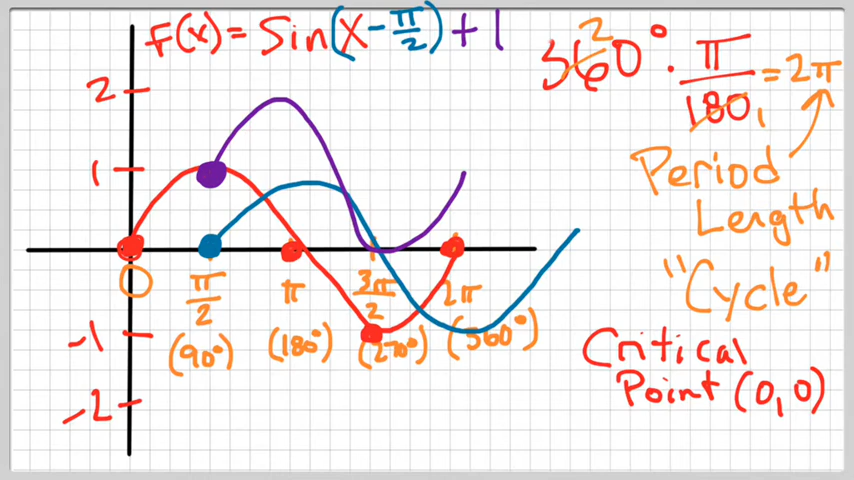 F(x) = Sin(x - π/2) + 1
360° · π/180 = 2π
2
1
Period
Length
"Cycle"
Critical
Point (0,0)
2
1
0 π/2 π 3π/2 2π
-1
(90°) (180°) (270°) (360°)
-2